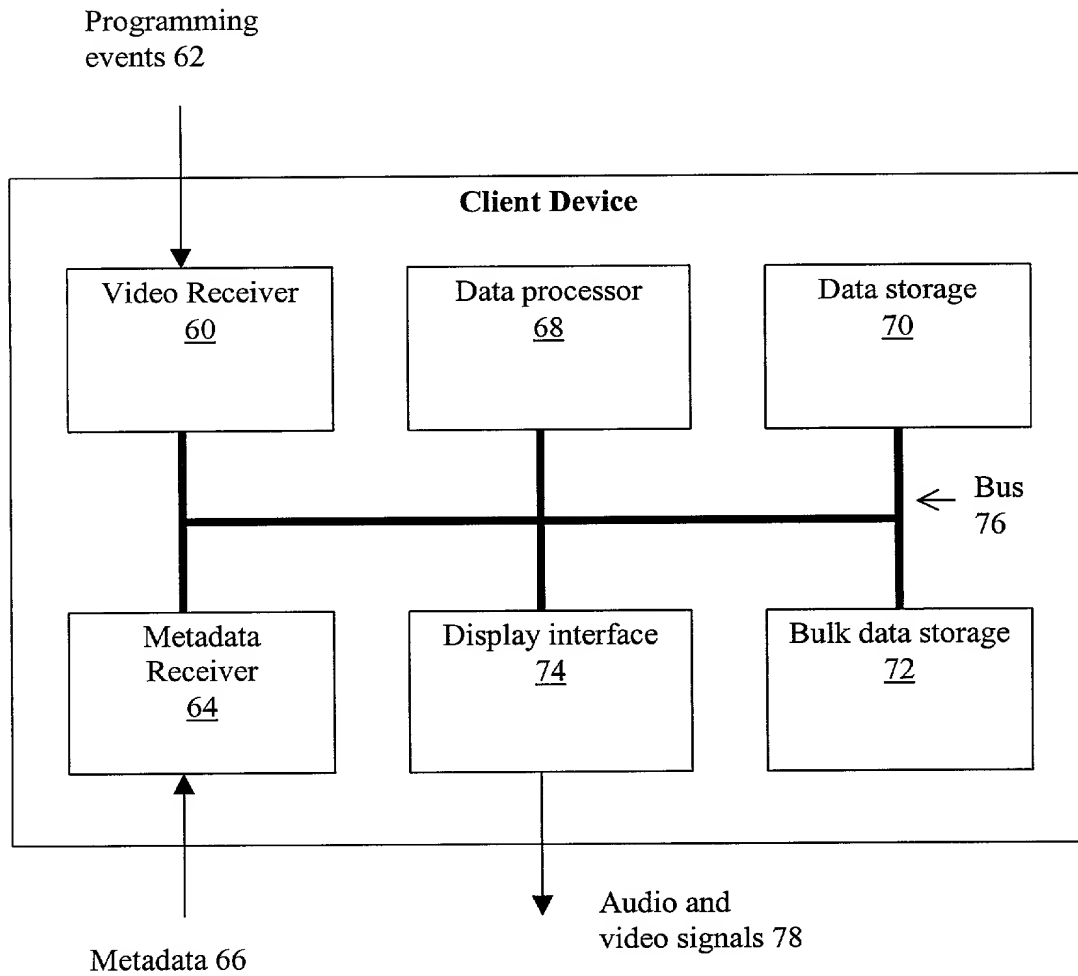 Programming
events 62
Client Device
Video Receiver
60
Data processor
68
Data storage
70
Bus
76
Metadata
Receiver
64
Display interface
74
Bulk data storage
72
Audio and
video signals 78
Metadata 66